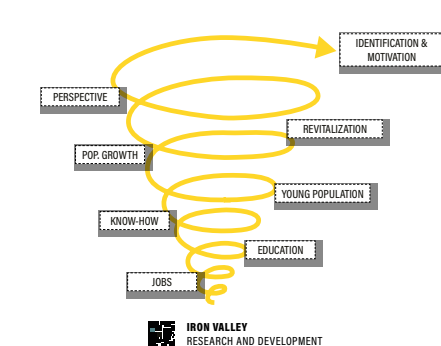 IDENTIFICATION &
MOTIVATION
PERSPECTIVE
REVITALIZATION
POP. GROWTH
YOUNG POPULATION
KNOW-HOW
EDUCATION
JOBS
IRON VALLEY
RESEARCH AND DEVELOPMENT